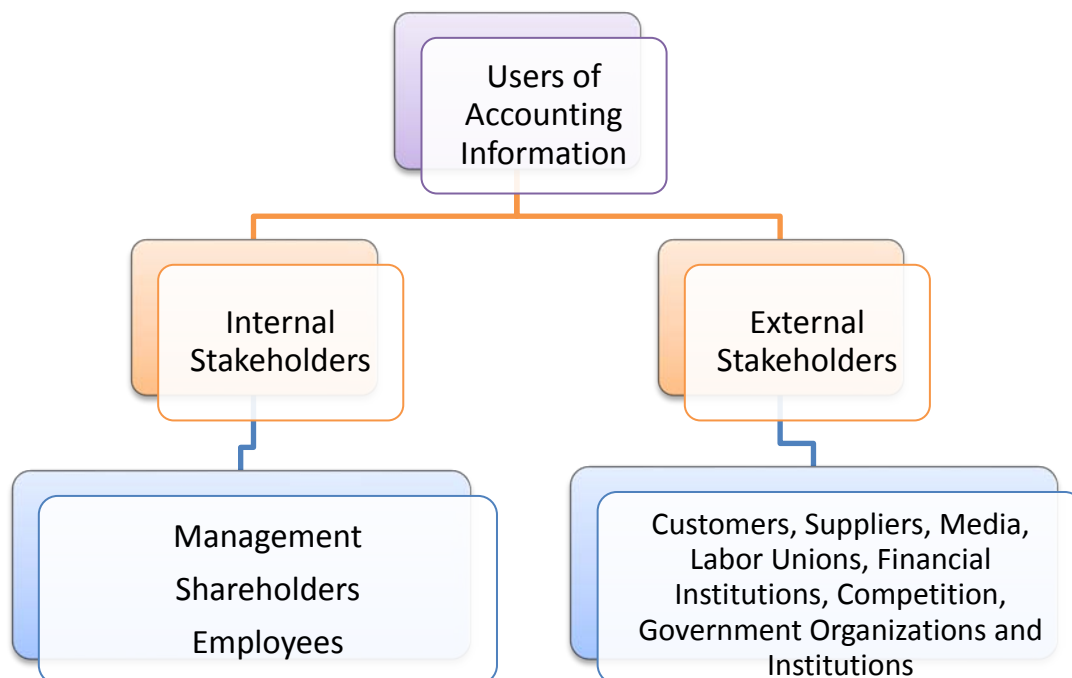 Users of
Accounting
Information
Internal
Stakeholders
External
Stakeholders
Management
Shareholders
Employees
Customers, Suppliers, Media,
Labor Unions, Financial
Institutions, Competition,
Government Organizations and
Institutions